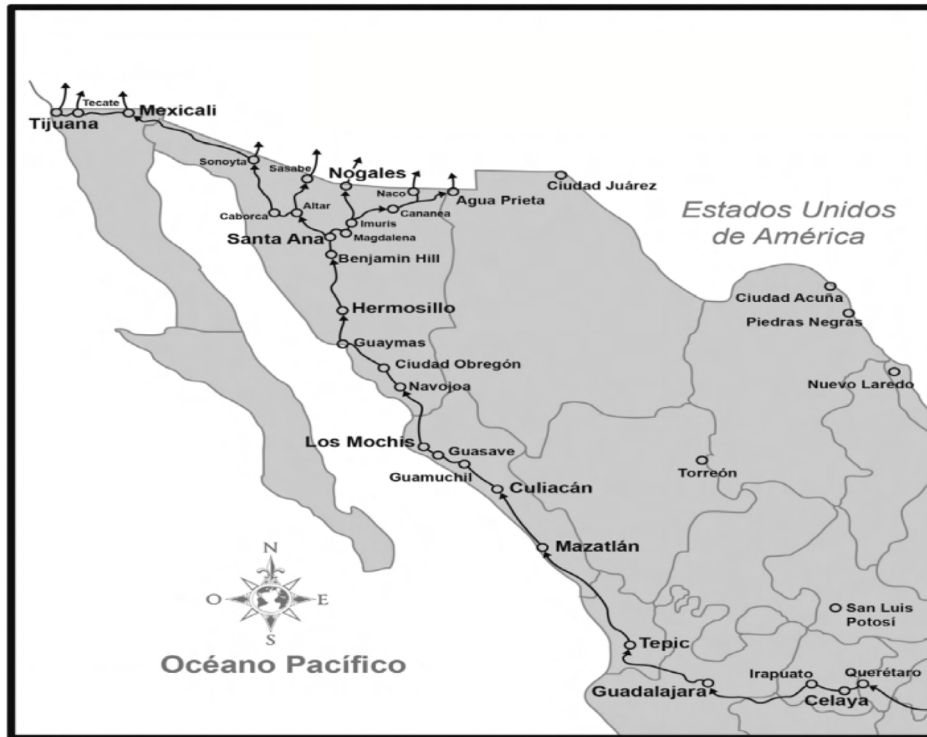 Tecate
Mexicali
Tijuana
Sonoyta
Sasabe
Nogales
Ciudad Juárez
Naco
Agua Prieta
Caborca
Altar
Cananea
Imuris
Estados Unidos
de América
Santa Ana
Magdalena
Benjamin Hill
Ciudad Acuña
Hermosillo
Piedras Negras
Guaymas
Ciudad Obregón
Navojoa
Nuevo Laredo
Los Mochis
Guasave
Guamuchil
Torreón
Culiacán
Mazatlán
N
O
E
S
San Luis
Potosí
Tepic
Océano Pacífico
Guadalajara
Irapuato
Querétaro
Celaya